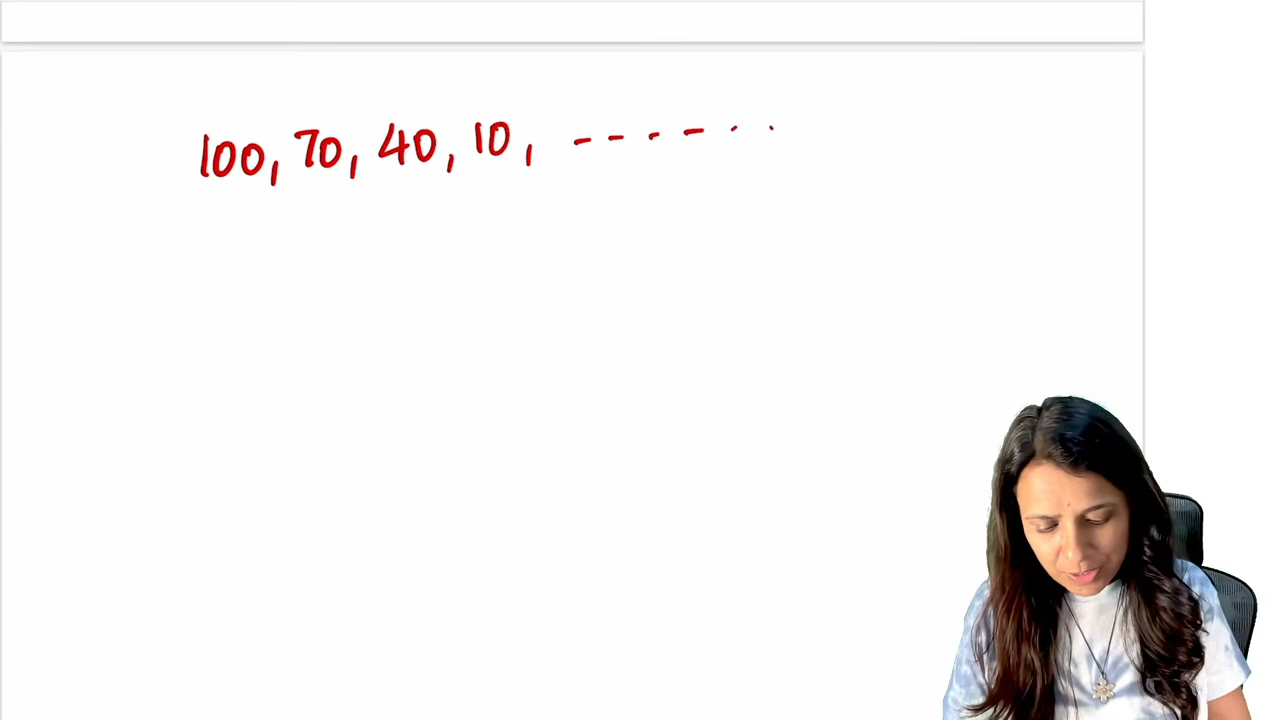 100, 70, 40, 10, - - - - . .